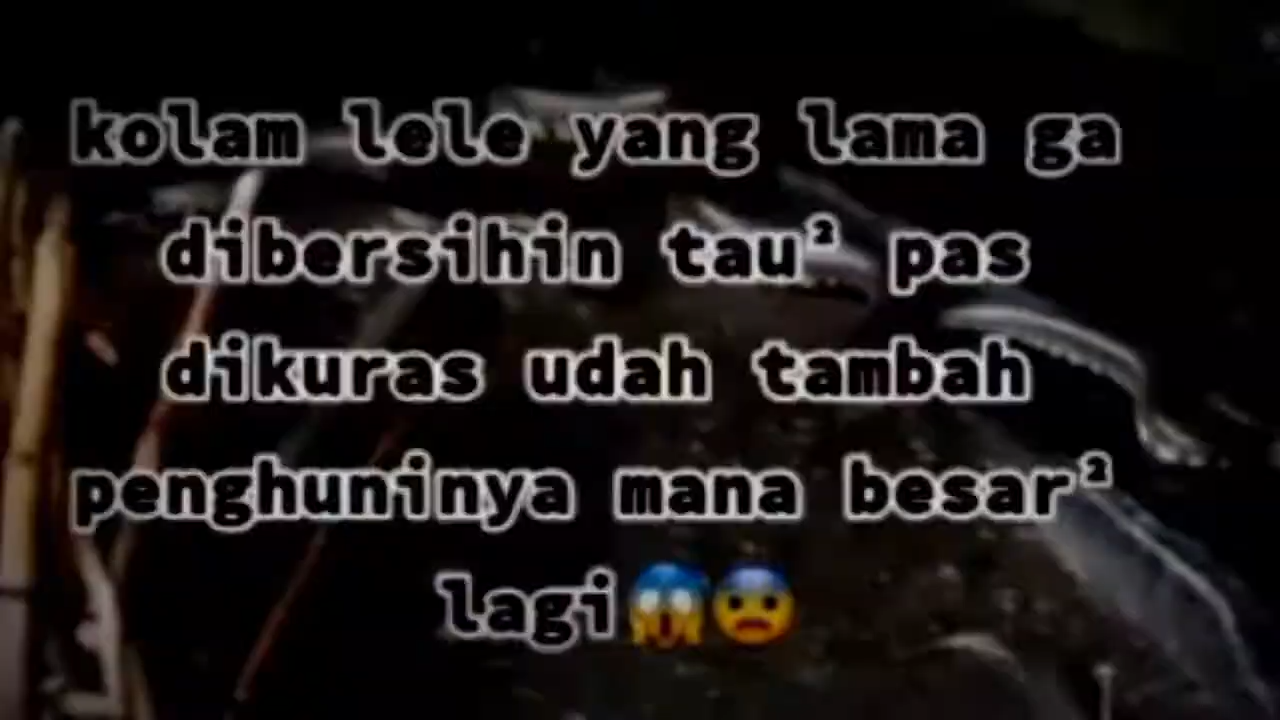 kolam lele yang lama ga
dibersihin tau² pas
dikuras udah tambah
penghuninya mana besar²
lagi😱😨